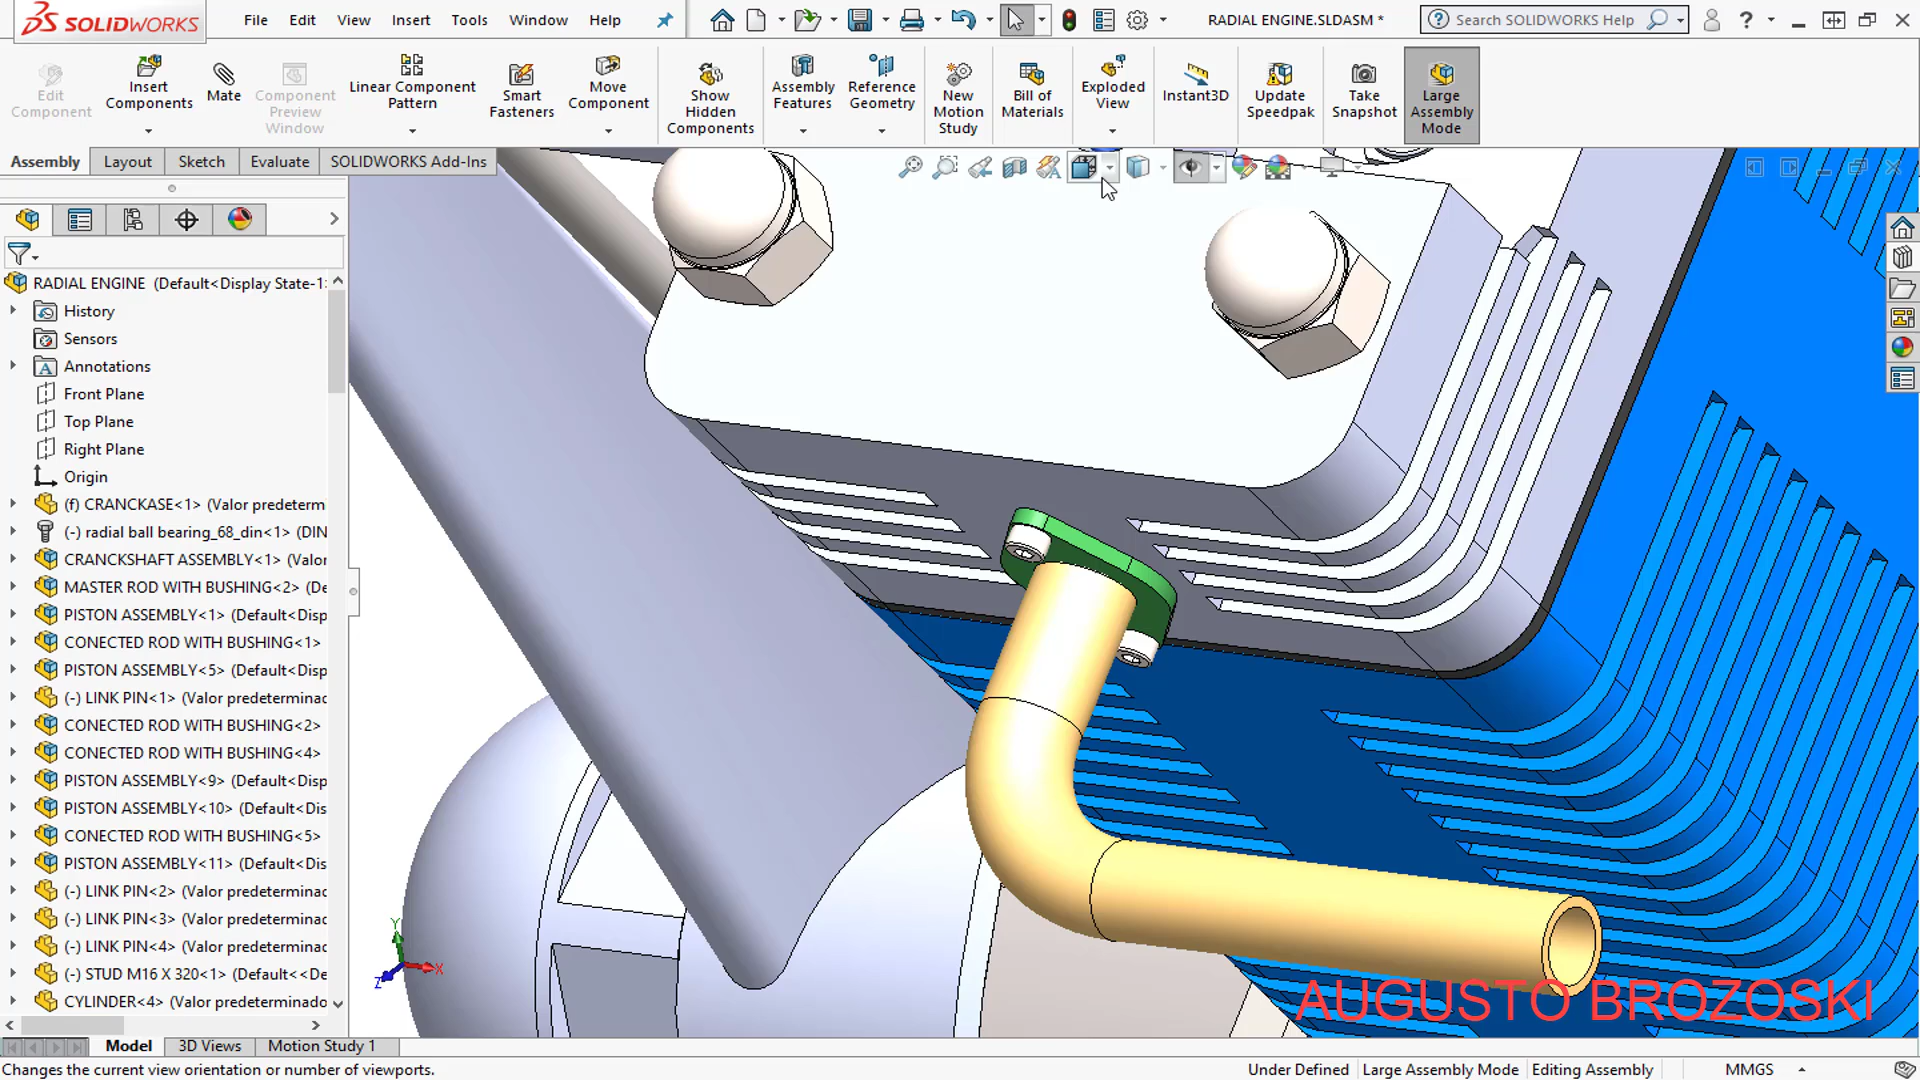 SOLIDWORKS
File Edit View Insert Tools Window Help
RADIAL ENGINE.SLDASM *
Search SOLIDWORKS Help
Edit Component
Insert Components
Mate
Component Preview Window
Linear Component Pattern
Smart Fasteners
Move Component
Show Hidden Components
Assembly Features
Reference Geometry
New Motion Study
Bill of Materials
Exploded View
Instant3D
Update Speedpak
Take Snapshot
Large Assembly Mode
Assembly Layout Sketch Evaluate SOLIDWORKS Add-Ins
RADIAL ENGINE (Default<Display State-1>
History
Sensors
Annotations
Front Plane
Top Plane
Right Plane
Origin
(f) CRANCKASE<1> (Valor predeterm
(-) radial ball bearing_68_din<1> (DIN
CRANCKSHAFT ASSEMBLY<1> (Valor
MASTER ROD WITH BUSHING<2> (De
PISTON ASSEMBLY<1> (Default<Disp
CONECTED ROD WITH BUSHING<1>
PISTON ASSEMBLY<5> (Default<Disp
(-) LINK PIN<1> (Valor predeterminad
CONECTED ROD WITH BUSHING<2>
CONECTED ROD WITH BUSHING<4>
PISTON ASSEMBLY<9> (Default<Disp
PISTON ASSEMBLY<10> (Default<Dis
CONECTED ROD WITH BUSHING<5>
PISTON ASSEMBLY<11> (Default<Dis
(-) LINK PIN<2> (Valor predeterminad
(-) LINK PIN<3> (Valor predeterminad
(-) LINK PIN<4> (Valor predeterminad
(-) STUD M16 X 320<1> (Default<<De
CYLINDER<4> (Valor predeterminado
Y
X
Z
AUGUSTO BROZOSKI
Model 3D Views Motion Study 1
Changes the current view orientation or number of viewports.
Under Defined Large Assembly Mode Editing Assembly MMGS